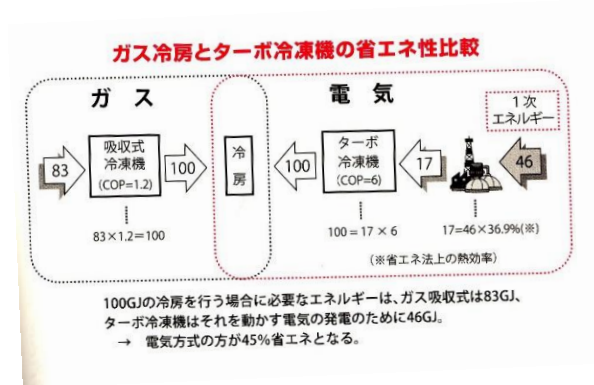 ガス冷房とターボ冷凍機の省エネ性比較
ガス
電気
1次
エネルギー
83
吸収式
冷凍機
(COP=1.2)
100
冷
房
100
ターボ
冷凍機
(COP=6)
17
46
83×1.2=100
100=17×6
17=46×36.9%(※)
(※省エネ法上の熱効率)
100GJの冷房を行う場合に必要なエネルギーは、ガス吸収式は83GJ、
ターボ冷凍機はそれを動かす電気の発電のために46GJ。
→ 電気方式の方が45%省エネとなる。